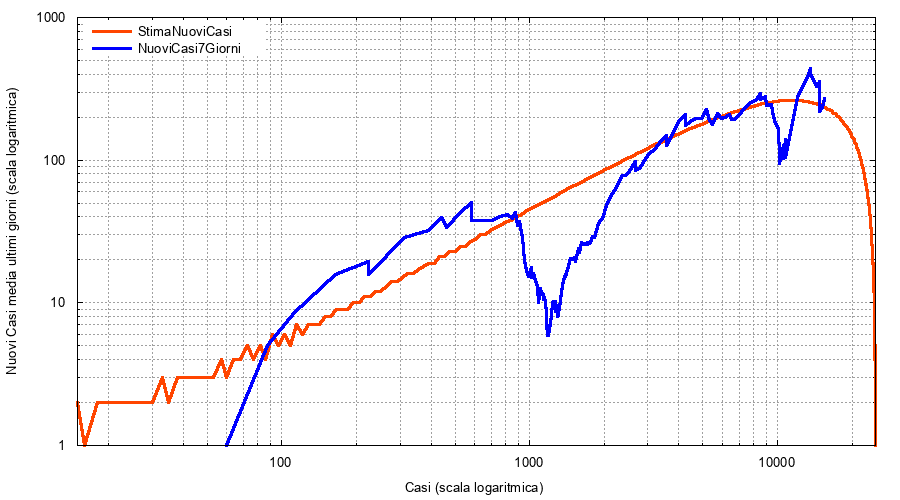 1000
StimaNuoviCasi
NuoviCasi7Giorni
100
10
1
Nuovi Casi media ultimi giorni (scala logaritmica)
100
1000
10000
Casi (scala logaritmica)